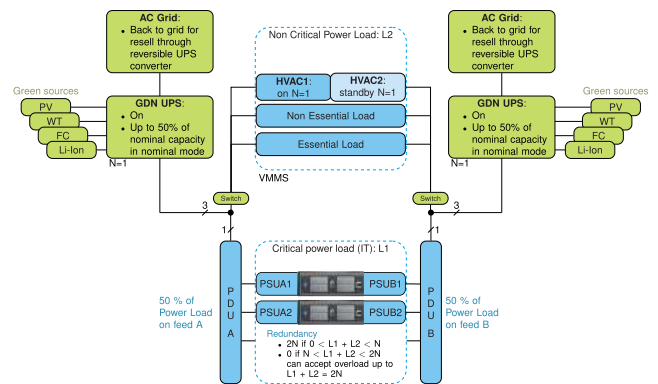 AC Grid:
• Back to grid for
resell through
reversible UPS
converter
Green sources
PV
WT
FC
Li-Ion
GDN UPS:
• On
• Up to 50% of
nominal capacity
in nominal mode
N=1
Non Critical Power Load: L2
HVAC1:
on N=1
HVAC2:
standby N=1
Non Essential Load
Essential Load
VMMS
AC Grid:
• Back to grid for
resell through
reversible UPS
converter
Green sources
GDN UPS:
• On
• Up to 50% of
nominal capacity
in nominal mode
N=1
PV
WT
FC
Li-Ion
Switch
Switch
3
3
1
1
Critical power load (IT): L1
PDU A
PSUA1
PSUB1
PSUA2
PSUB2
PDU B
50 % of
Power Load
on feed A
50 % of
Power Load
on feed B
Redundancy
• 2N if 0 < L1 + L2 < N
• 0 if N < L1 + L2 < 2N
can accept overload up to
L1 + L2 = 2N